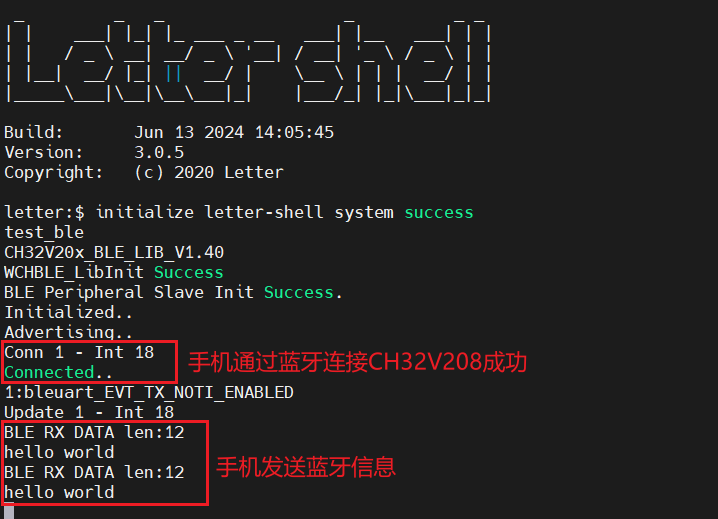 Letter shell
Build: Jun 13 2024 14:05:45
Version: 3.0.5
Copyright: (c) 2020 Letter
letter:$ initialize letter-shell system success
test_ble
CH32V20x_BLE_LIB_V1.40
WCHBLE_LibInit Success
BLE Peripheral Slave Init Success.
Initialized..
Advertising..
Conn 1 - Int 18
Connected..
手机通过蓝牙连接CH32V208成功
1:bleuart_EVT_TX_NOTI_ENABLED
Update 1 - Int 18
BLE RX DATA len:12
hello world
BLE RX DATA len:12
hello world
手机发送蓝牙信息